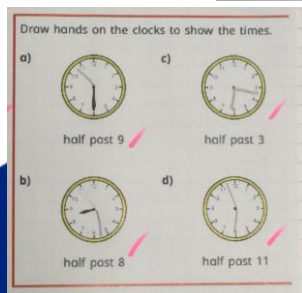 Draw hands on the clocks to show the times.
a) c)
half past 9 half past 3
b) d)
half past 8 half past 11